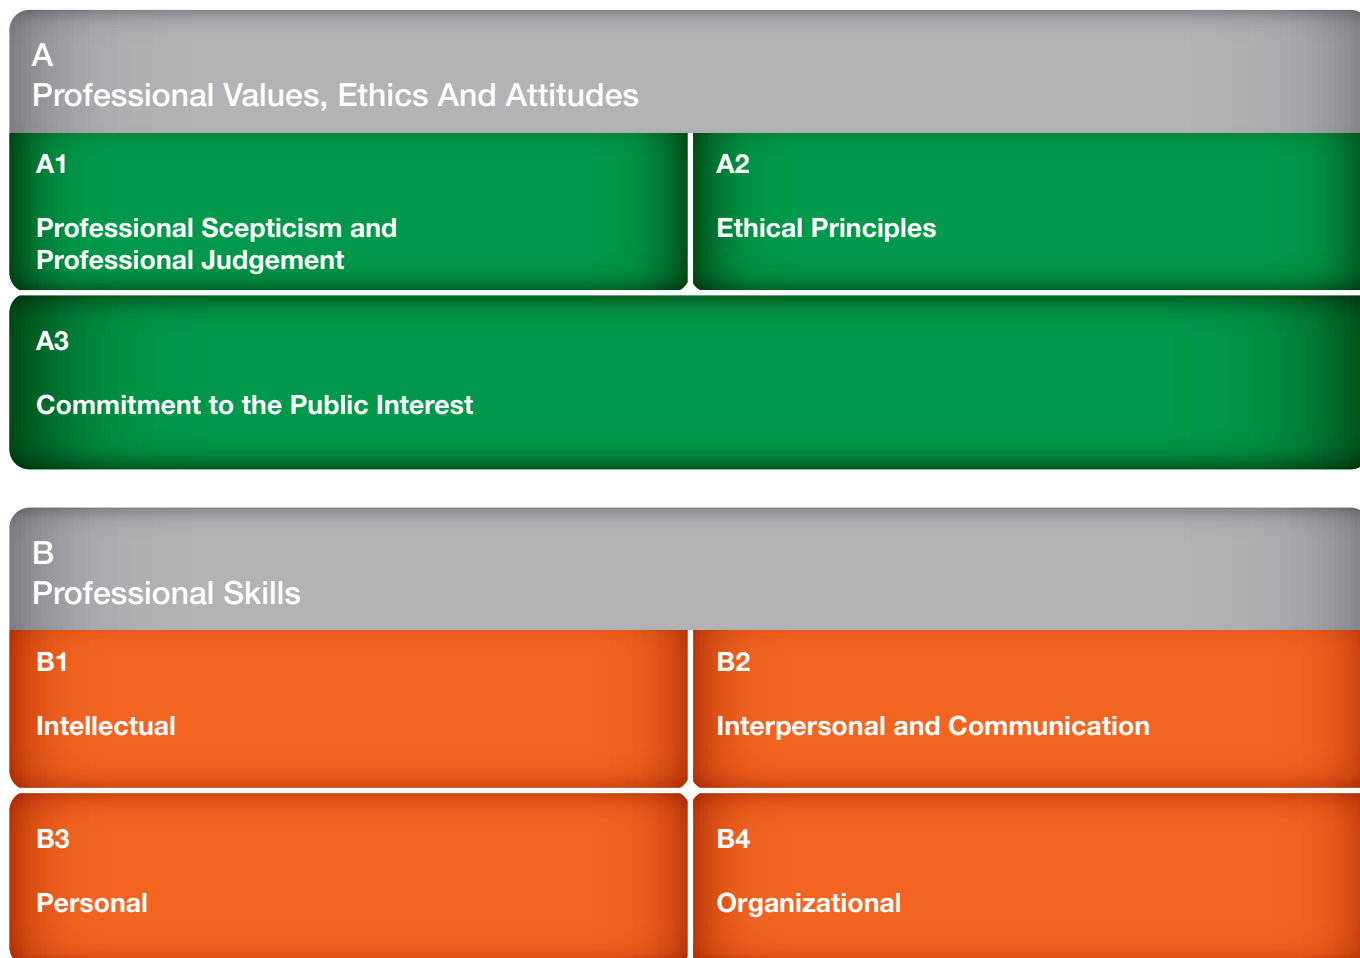 A
Professional Values, Ethics And Attitudes
A1
Professional Scepticism and
Professional Judgement
A2
Ethical Principles
A3
Commitment to the Public Interest
B
Professional Skills
B1
Intellectual
B2
Interpersonal and Communication
B3
Personal
B4
Organizational